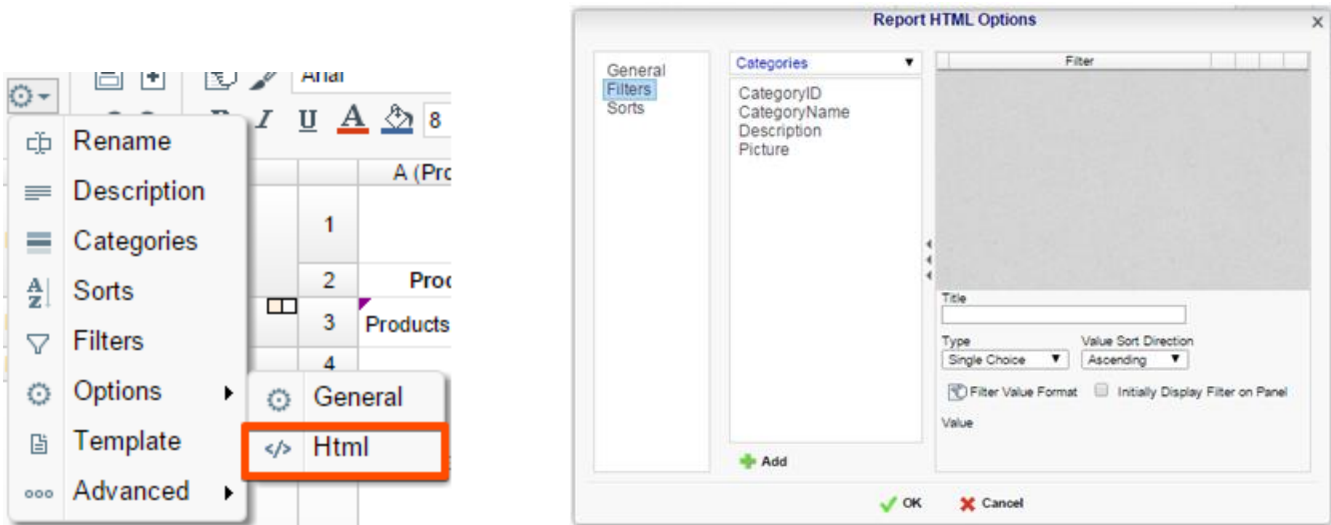 Arial
I U A 8
Rename
Description
Categories
Sorts
Filters
Options
Template
Advanced
General
</> Html
A (Pro
1
2 Prod
3 Products
4
Report HTML Options x
General
Filters
Sorts
Categories
CategoryID
CategoryName
Description
Picture
Add
Filter
Title
Type Value Sort Direction
Single Choice Ascending
Filter Value Format Initially Display Filter on Panel
Value
OK Cancel